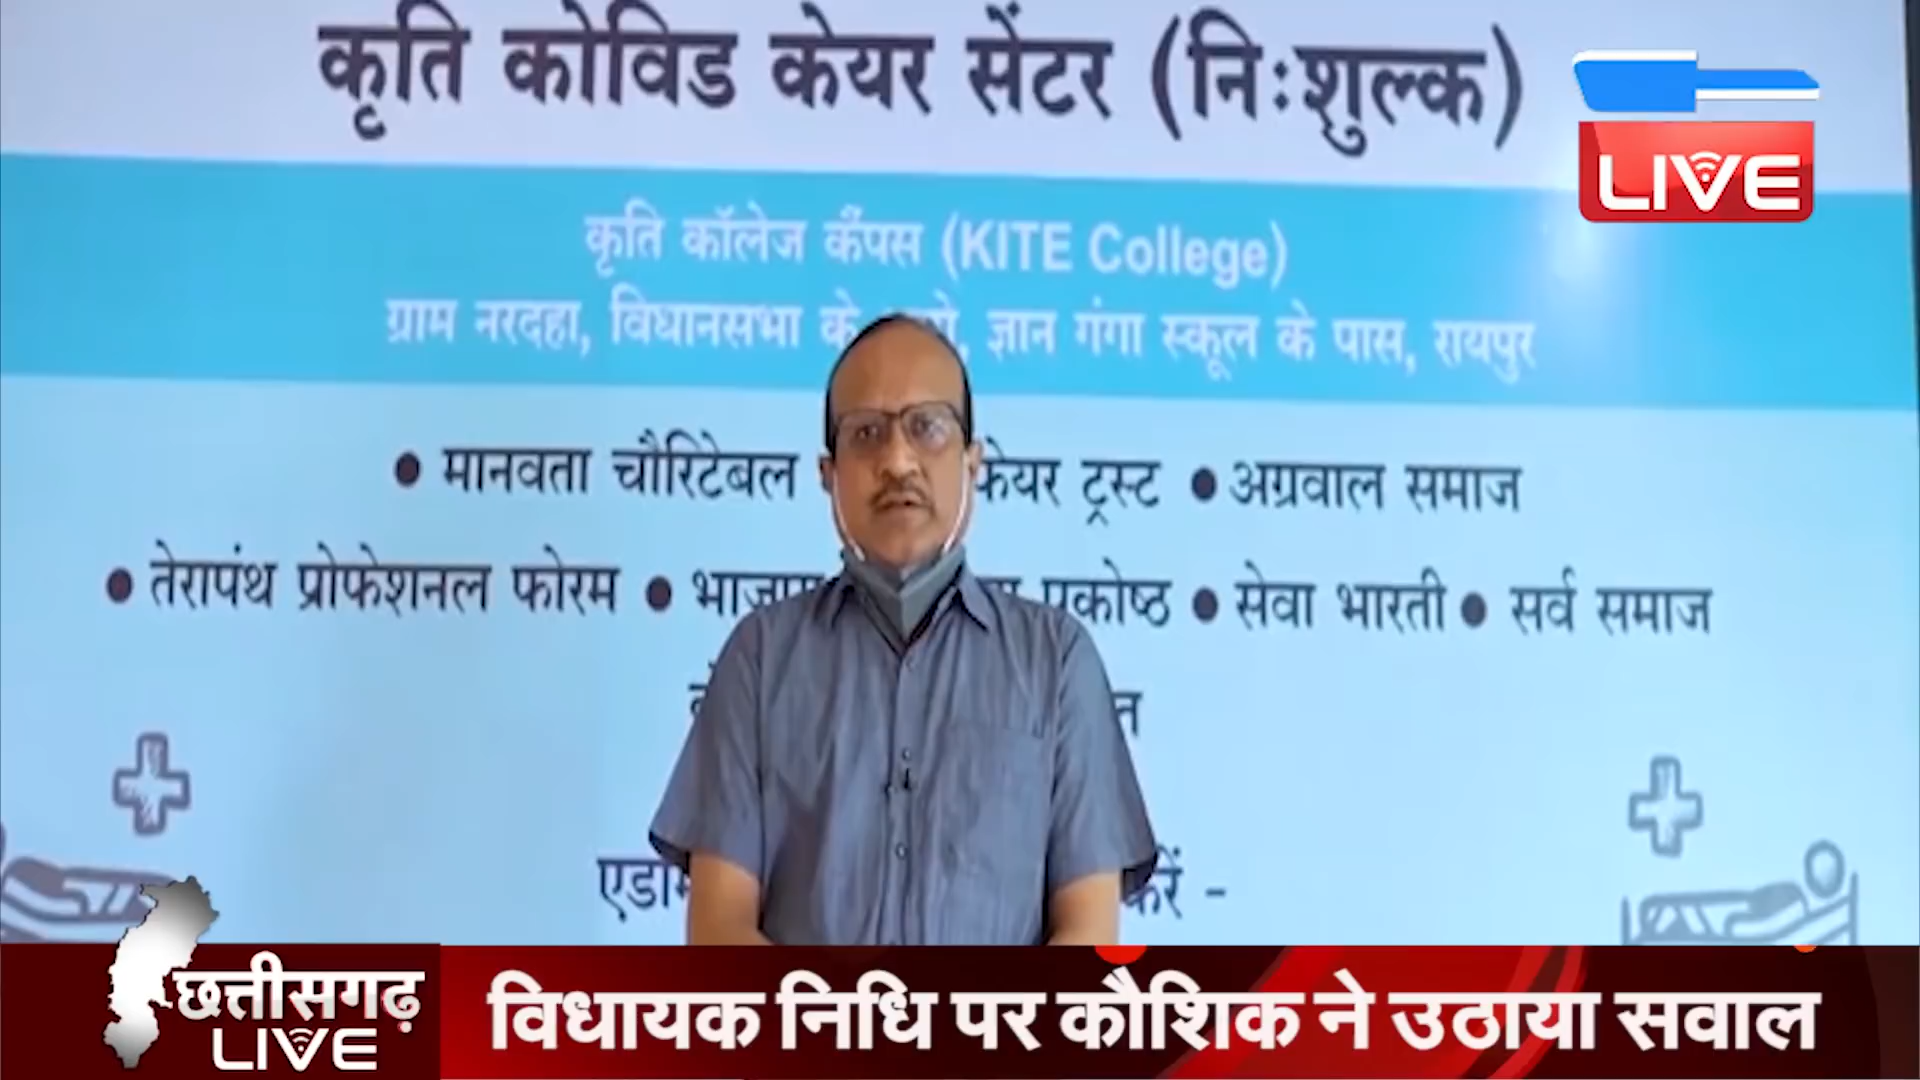 कृति कोविड केयर सेंटर (निःशुल्क)
LIVE
कृति कॉलेज कैंपस (KITE College)
ग्राम नरदहा, विधानसभा के, ज्ञान गंगा स्कूल के पास, रायपुर
• मानवता चौरिटेबल फेयर ट्रस्ट • अग्रवाल समाज
• तेरापंथ प्रोफेशनल फोरम • प्रकोष्ठ • सेवा भारती • सर्व समाज
करें -
छत्तीसगढ़
LIVE
विधायक निधि पर कौशिक ने उठाया सवाल